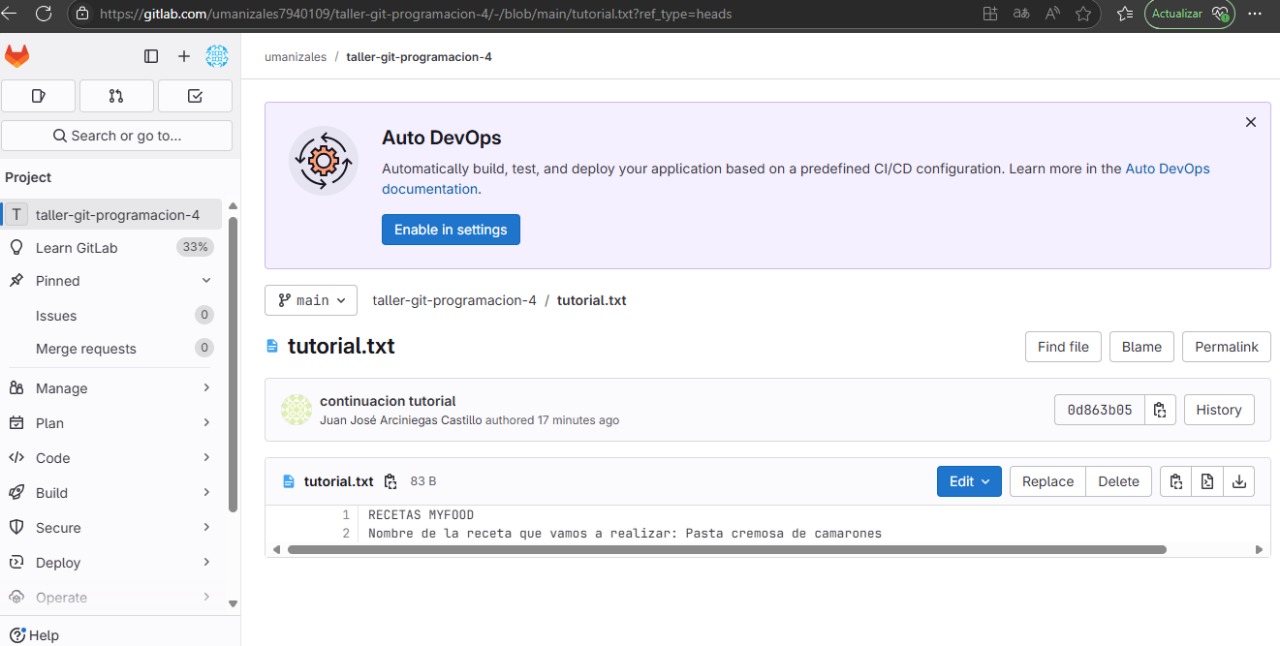 https://gitlab.com/umanizales7940109/taller-git-programacion-4/-/blob/main/tutorial.txt?ref_type=heads
Actualizar
umanizales / taller-git-programacion-4
Search or go to...
Project
T taller-git-programacion-4
Learn GitLab 33%
Pinned
Issues 0
Merge requests 0
Manage
Plan
Code
Build
Secure
Deploy
Operate
Help
Auto DevOps
Automatically build, test, and deploy your application based on a predefined CI/CD configuration. Learn more in the Auto DevOps
documentation.
Enable in settings
main taller-git-programacion-4 / tutorial.txt
tutorial.txt Find file Blame Permalink
continuacion tutorial
Juan José Arciniegas Castillo authored 17 minutes ago
0d863b05 History
tutorial.txt 83 B Edit Replace Delete
1 RECETAS MYFOOD
2 Nombre de la receta que vamos a realizar: Pasta cremosa de camarones